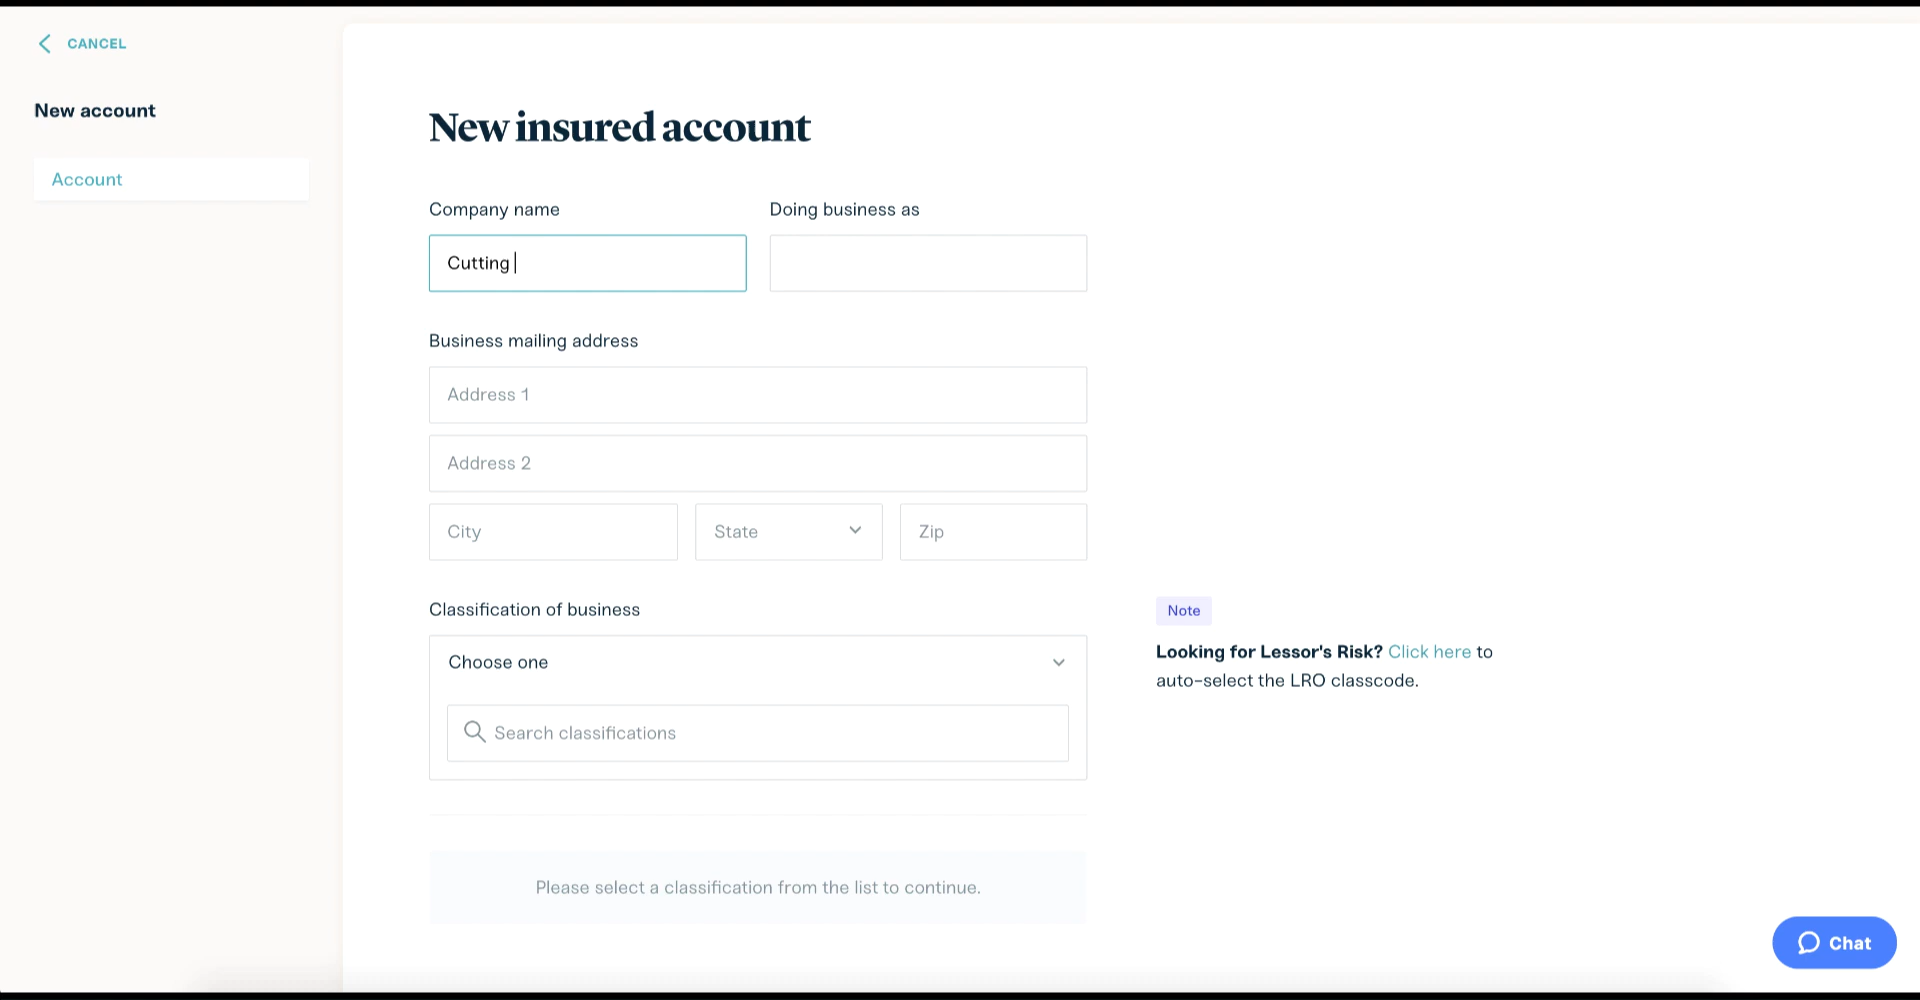 CANCEL
New account
Account
New insured account
Company name
Doing business as
Cutting
Business mailing address
Address 1
Address 2
City
State
Zip
Classification of business
Choose one
Search classifications
Note
Looking for Lessor's Risk? Click here to
auto-select the LRO classcode.
Please select a classification from the list to continue.
Chat